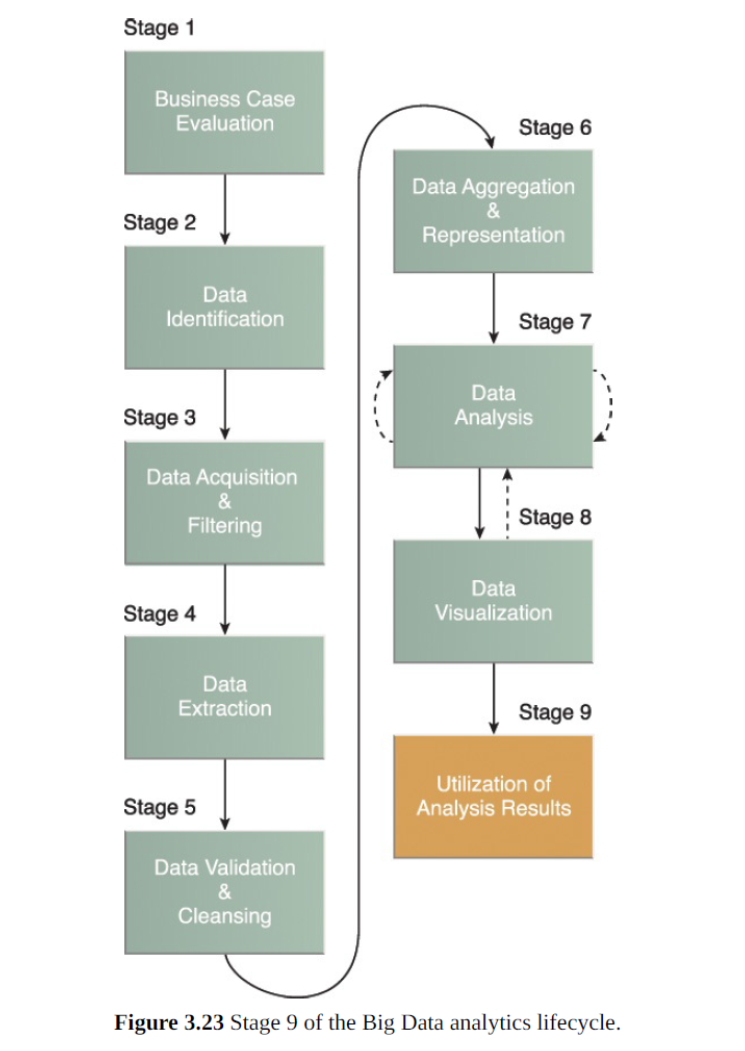 Stage 1
Business Case
Evaluation
Stage 2
Data
Identification
Stage 3
Data Acquisition
&
Filtering
Stage 4
Data
Extraction
Stage 5
Data Validation
&
Cleansing
Stage 6
Data Aggregation
&
Representation
Stage 7
Data
Analysis
Stage 8
Data
Visualization
Stage 9
Utilization of
Analysis Results
Figure 3.23 Stage 9 of the Big Data analytics lifecycle.